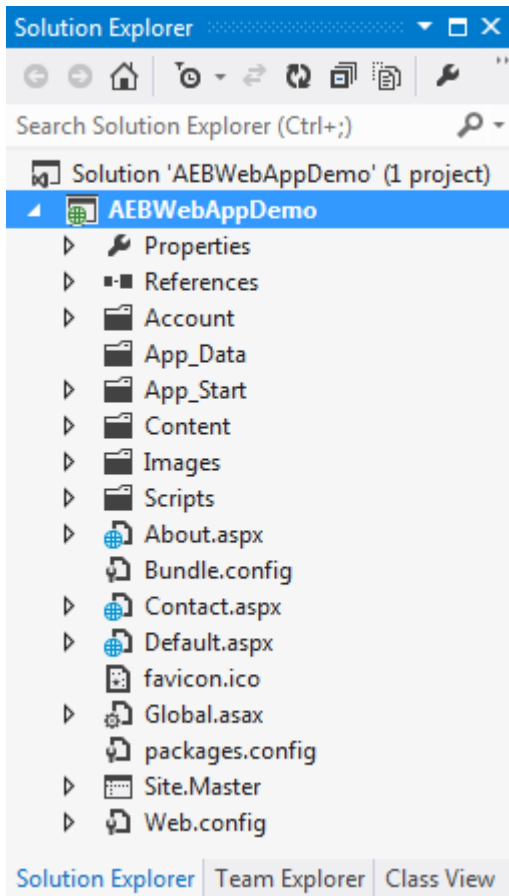 Solution Explorer
Search Solution Explorer (Ctrl+;)
Solution 'AEBWebAppDemo' (1 project)
AEBWebAppDemo
Properties
References
Account
App_Data
App_Start
Content
Images
Scripts
About.aspx
Bundle.config
Contact.aspx
Default.aspx
favicon.ico
Global.asax
packages.config
Site.Master
Web.config
Solution Explorer Team Explorer Class View